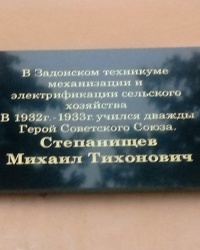 В Задонском техникуме
механизации и
электрификации сельского
хозяйства
В 1932г.-1933г. учился дважды
Герой Советского Союза.
Степанищев
Михаил Тихонович